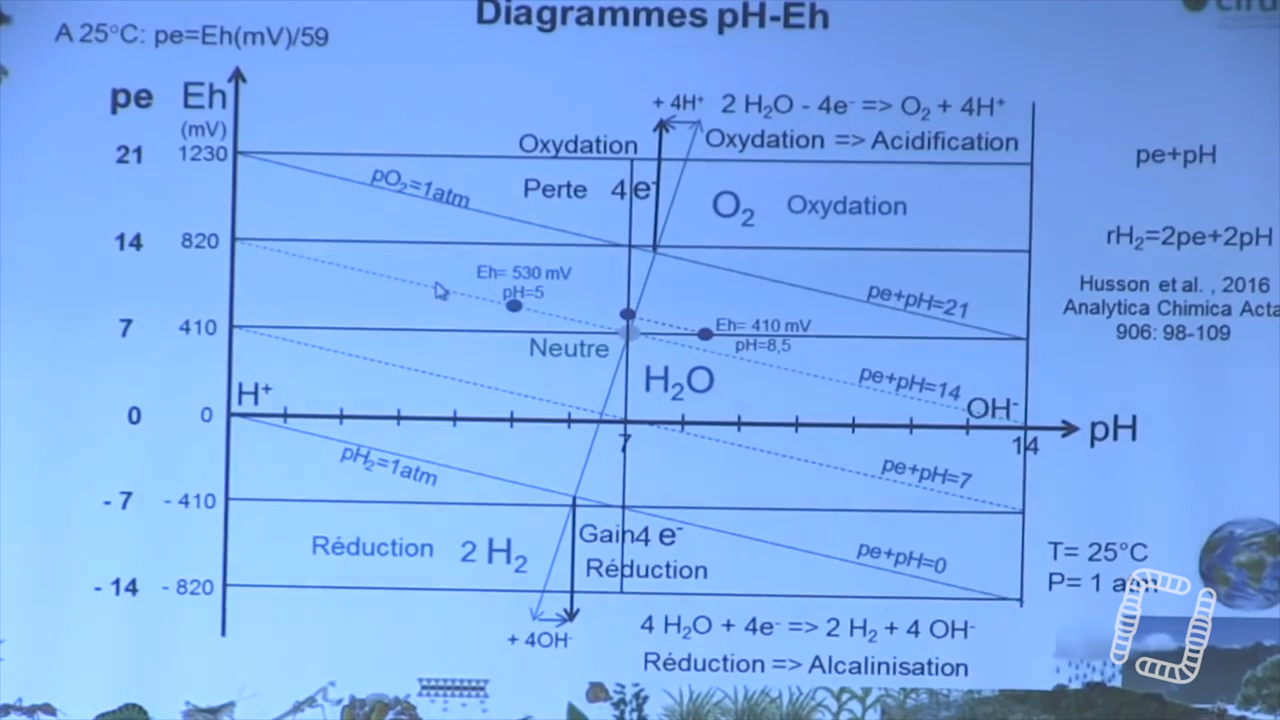 Diagrammes pH-Eh
A 25°C: pe=Eh(mV)/59
pe Eh
(mV)
+ 4H⁺ 2 H₂O - 4e⁻ => O₂ + 4H⁺
Oxydation Oxydation => Acidification
21 1230
pe+pH
pO₂=1atm
Perte 4 e⁻
O₂ Oxydation
14 820
rH₂=2pe+2pH
Eh= 530 mV
pH=5
pe+pH=21
Husson et al. , 2016
Analytica Chimica Acta
906: 98-109
7 410
Eh= 410 mV
pH=8,5
Neutre
H₂O
pe+pH=14
H⁺
OH⁻
0 0
pH
7
14
pH₂=1atm
pe+pH=7
- 7 - 410
Gain4 e⁻
Réduction 2 H₂
Réduction
pe+pH=0
T= 25°C
P= 1 atm
- 14 - 820
+ 4OH⁻
4 H₂O + 4e⁻ => 2 H₂ + 4 OH⁻
Réduction => Alcalinisation